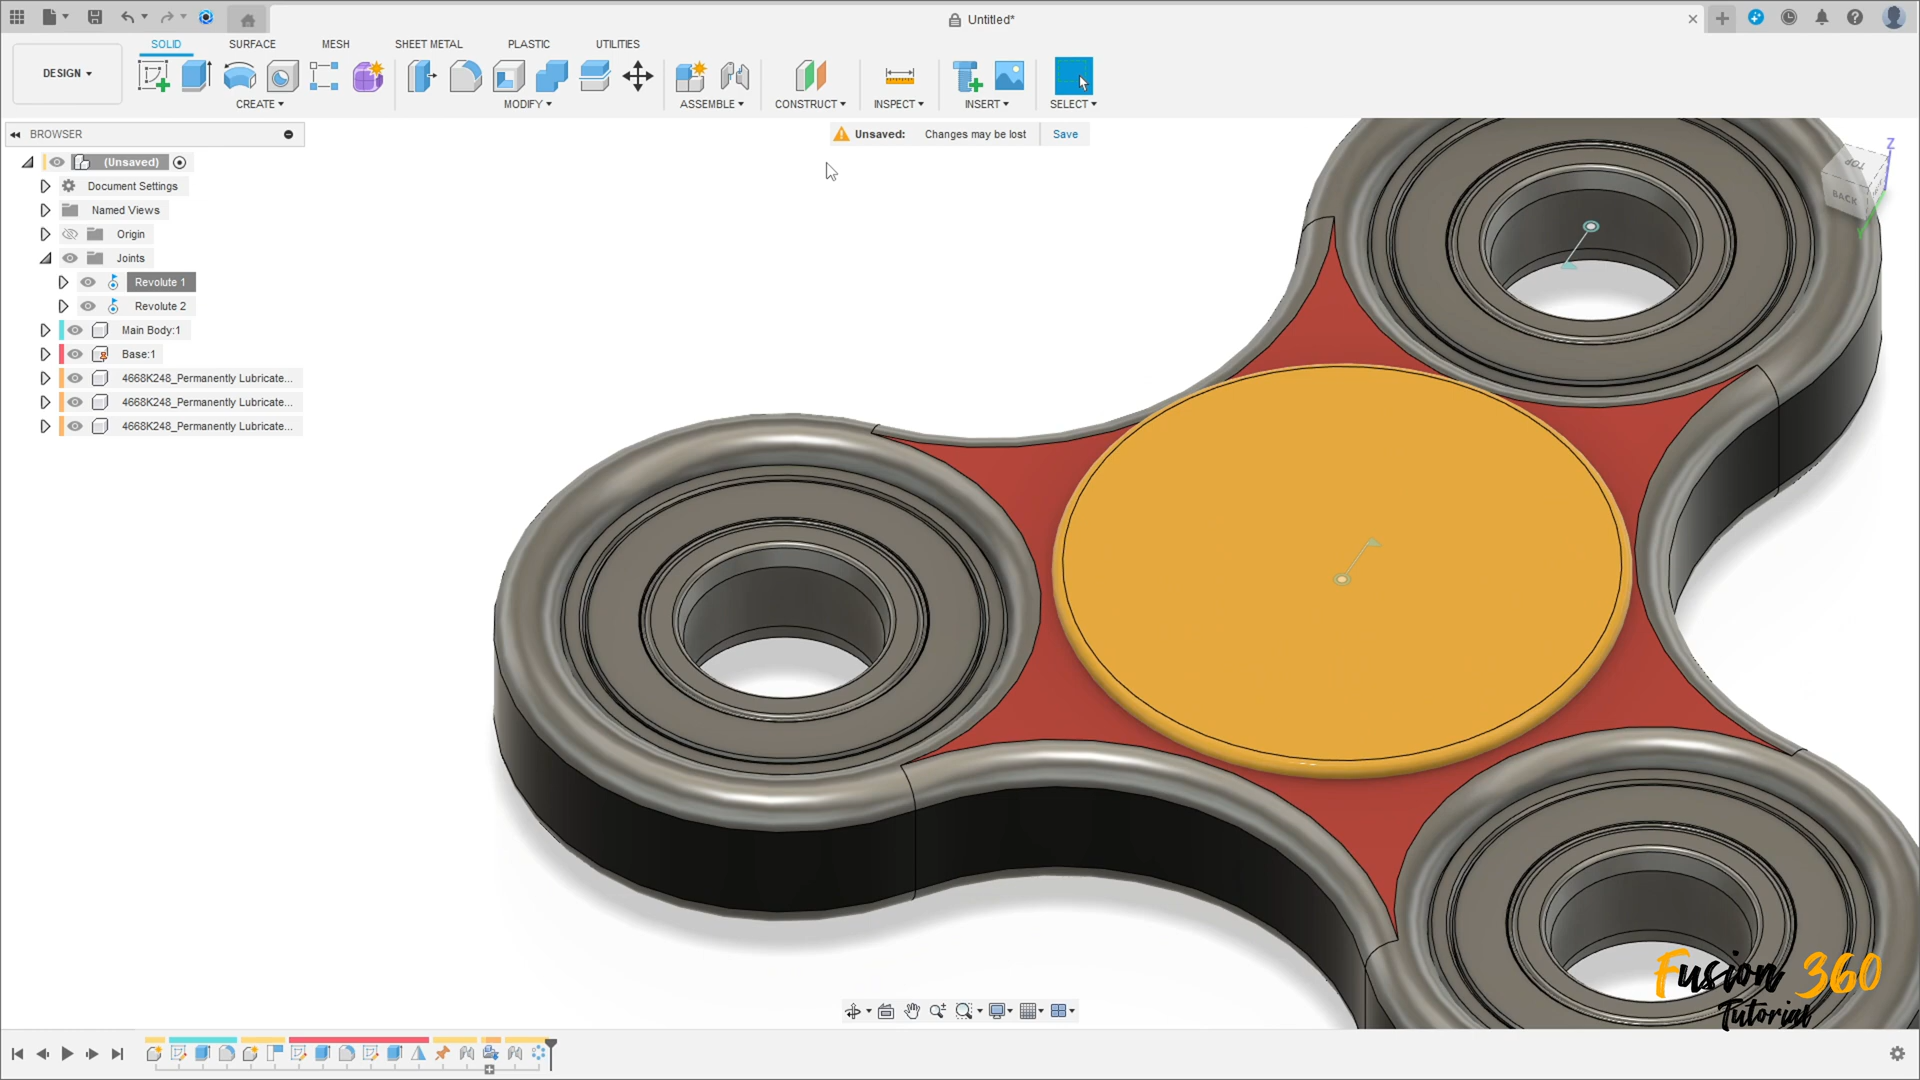 Untitled*
SOLID SURFACE MESH SHEET METAL PLASTIC UTILITIES
DESIGN
CREATE MODIFY ASSEMBLE CONSTRUCT INSPECT INSERT SELECT
BROWSER
Unsaved: Changes may be lost Save
(Unsaved)
Document Settings
Named Views
Origin
Joints
Revolute 1
Revolute 2
Main Body:1
Base:1
4668K248_Permanently Lubricate...
4668K248_Permanently Lubricate...
4668K248_Permanently Lubricate...
Z
TOP
BACK
Y
Fusion 360
Tutorial